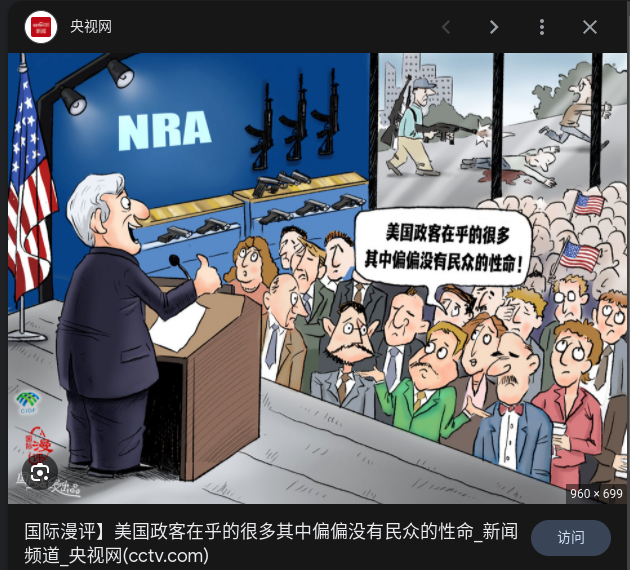 央视网
NRA
美国政客在乎的很多
其中偏偏没有民众的性命！
CIDF
960 × 699
国际漫评】美国政客在乎的很多其中偏偏没有民众的性命_新闻
频道_央视网(cctv.com)
访问